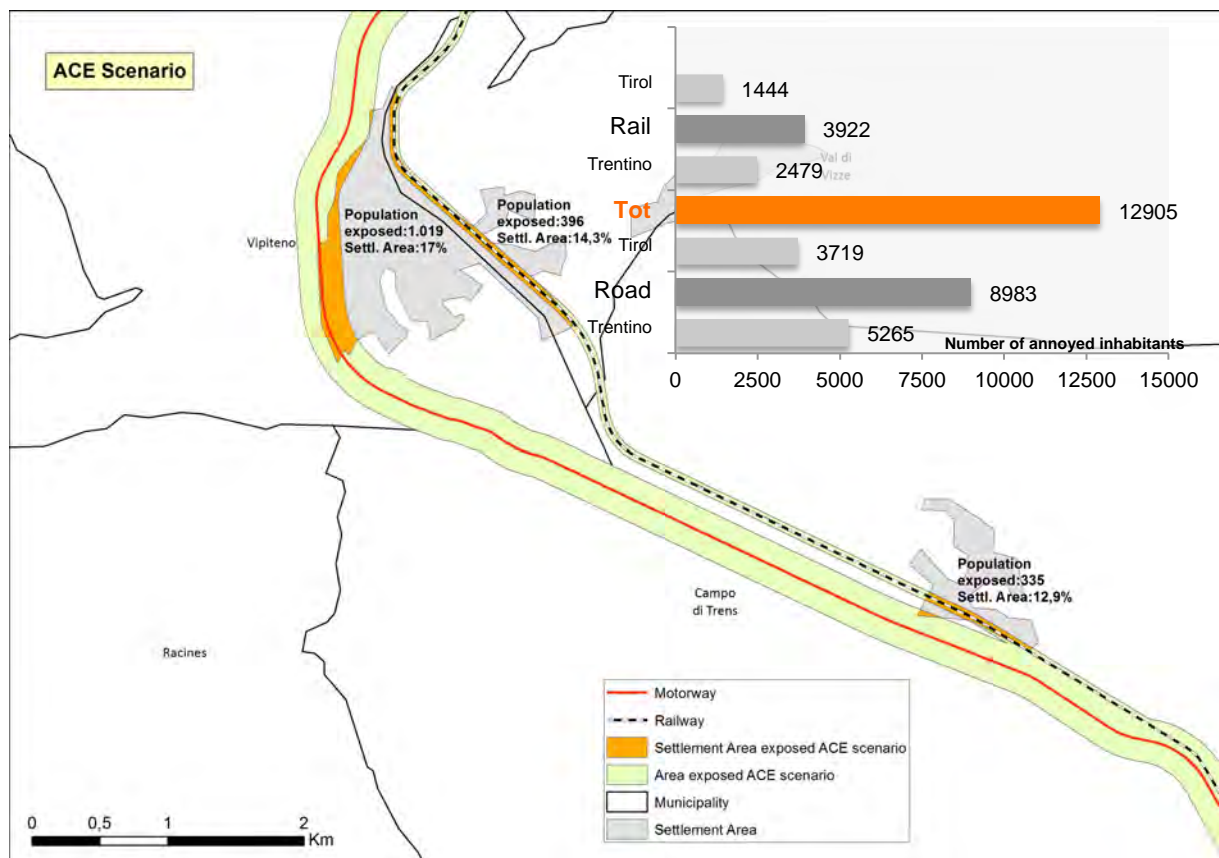 ACE Scenario
Tirol
1444
Rail
3922
Trentino
2479
Val di
Vizze
Tot
12905
Tirol
3719
Road
8983
Trentino
5265
Number of annoyed inhabitants
0 2500 5000 7500 10000 12500 15000
Population
exposed:1.019
Settl. Area:17%
Population
exposed:396
Settl. Area:14,3%
Vipiteno
Population
exposed:335
Settl. Area:12,9%
Campo
di Trens
Racines
Motorway
Railway
Settlement Area exposed ACE scenario
Area exposed ACE scenario
Municipality
Settlement Area
0 0,5 1 2
Km